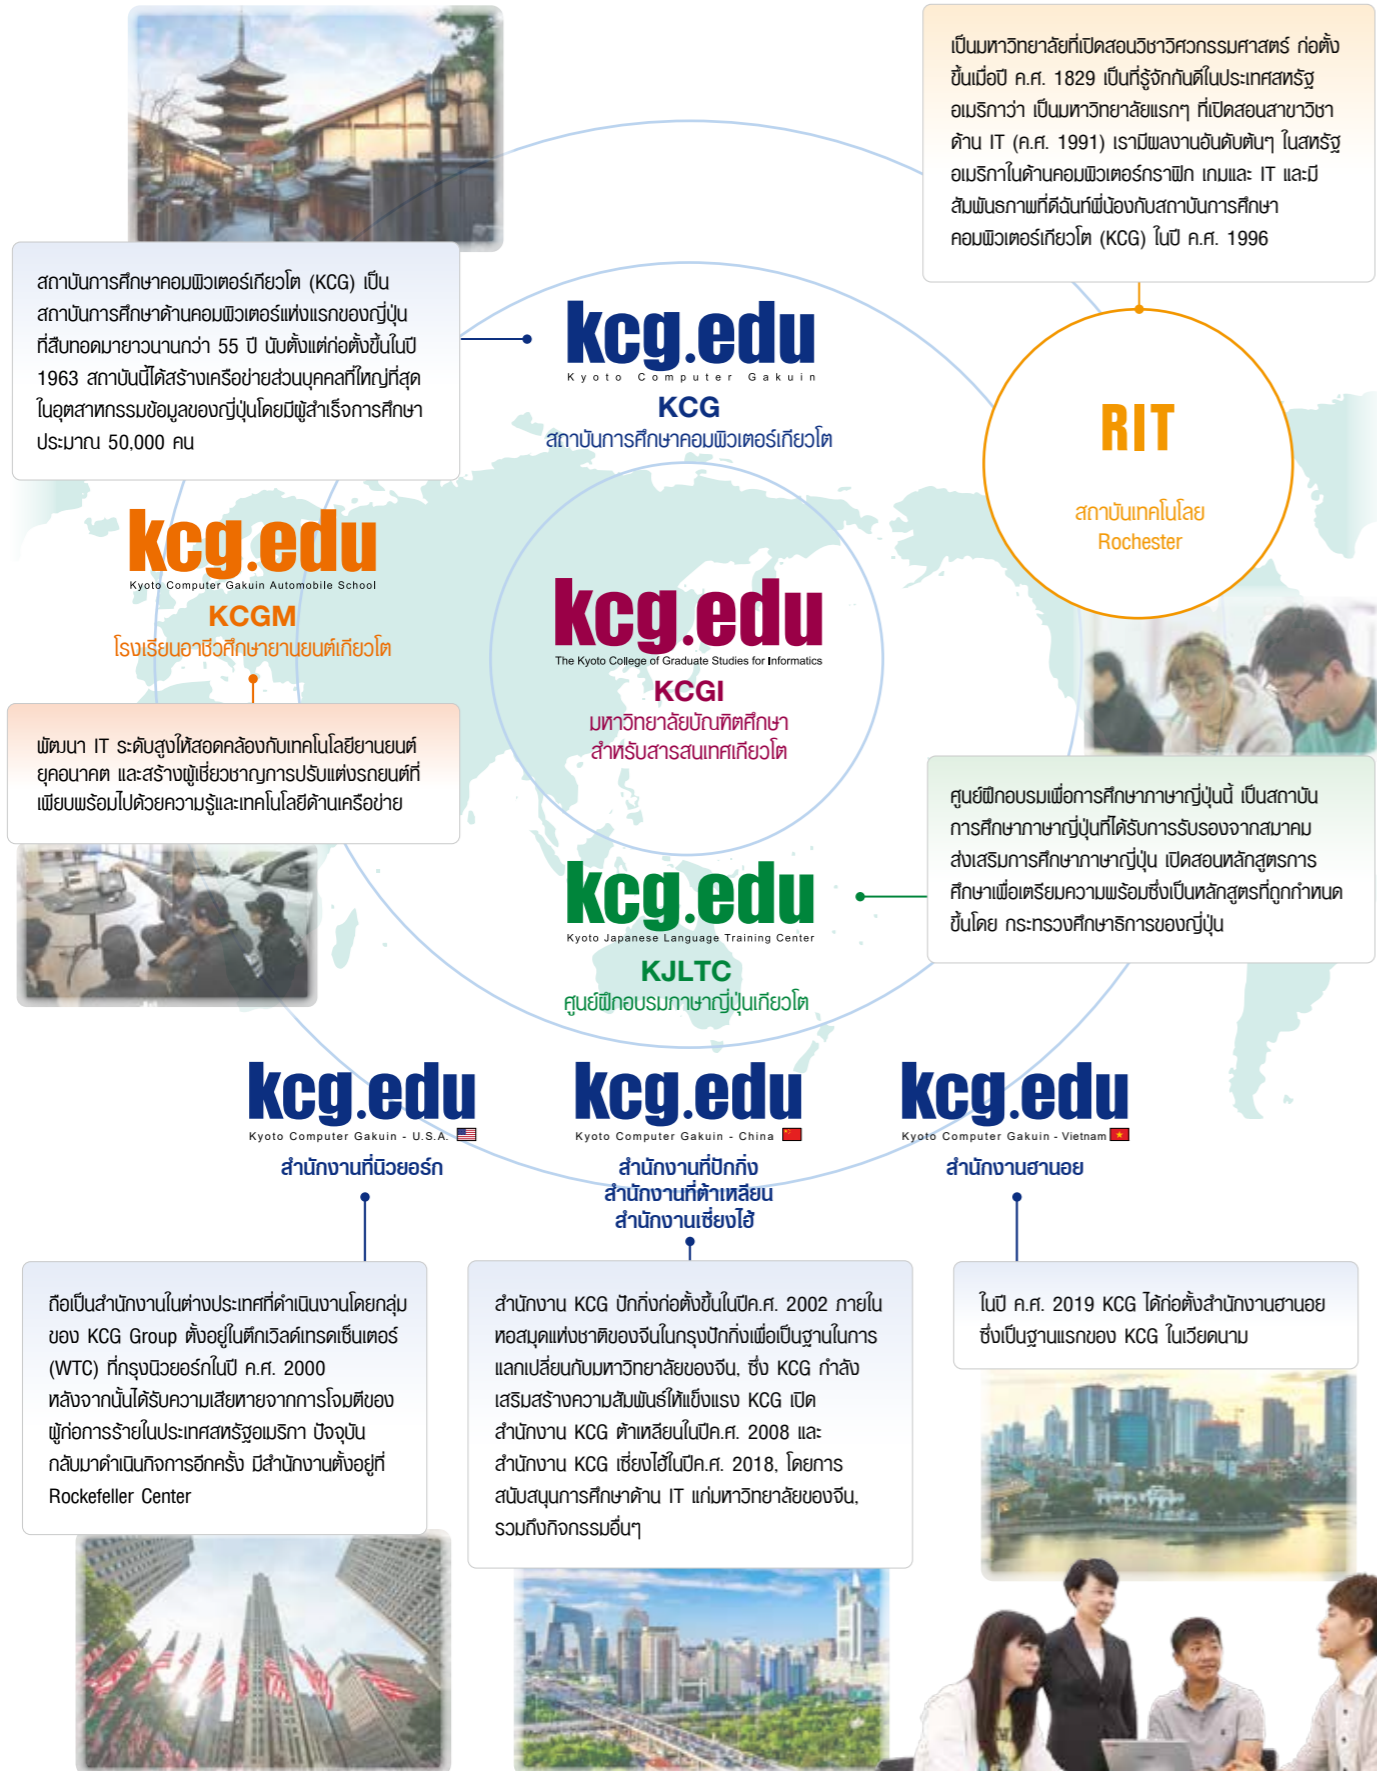 เป็นมหาวิทยาลัยที่เปิดสอนวิชาวิศวกรรมศาสตร์ ก่อตั้ง
ขึ้นเมื่อปี ค.ศ. 1829 เป็นที่รู้จักกันดีในประเทศสหรัฐ
อเมริกาว่า เป็นมหาวิทยาลัยแรกๆ ที่เปิดสอนสาขาวิชา
ด้าน IT (ค.ศ. 1991) เรามีผลงานอันดับต้นๆ ในสหรัฐ
อเมริกาในด้านคอมพิวเตอร์กราฟิก เกมและ IT และมี
สัมพันธภาพที่ดีฉันท์พี่น้องกับสถาบันการศึกษา
คอมพิวเตอร์เกียวโต (KCG) ในปี ค.ศ. 1996
สถาบันการศึกษาคอมพิวเตอร์เกียวโต (KCG) เป็น
สถาบันการศึกษาด้านคอมพิวเตอร์แห่งแรกของญี่ปุ่น
ที่สืบทอดมายาวนานกว่า 55 ปี นับตั้งแต่ก่อตั้งขึ้นในปี
1963 สถาบันนี้ได้สร้างเครือข่ายส่วนบุคคลที่ใหญ่ที่สุด
ในอุตสาหกรรมข้อมูลของญี่ปุ่นโดยมีผู้สำเร็จการศึกษา
ประมาณ 50,000 คน
kcg.edu
Kyoto Computer Gakuin
KCG
สถาบันการศึกษาคอมพิวเตอร์เกียวโต
RIT
สถาบันเทคโนโลย
Rochester
kcg.edu
Kyoto Computer Gakuin Automobile School
KCGM
โรงเรียนอาชีวศึกษายานยนต์เกียวโต
kcg.edu
The Kyoto College of Graduate Studies for Informatics
KCGI
มหาวิทยาลัยบัณฑิตศึกษา
สำหรับสารสนเทศเกียวโต
พัฒนา IT ระดับสูงให้สอดคล้องกับเทคโนโลยียานยนต์
ยุคอนาคต และสร้างผู้เชี่ยวชาญการปรับแต่งรถยนต์ที่
เพียบพร้อมไปด้วยความรู้และเทคโนโลยีด้านเครือข่าย
ศูนย์ฝึกอบรมเพื่อการศึกษาภาษาญี่ปุ่นนี้ เป็นสถาบัน
การศึกษาภาษาญี่ปุ่นที่ได้รับการรับรองจากสมาคม
ส่งเสริมการศึกษาภาษาญี่ปุ่น เปิดสอนหลักสูตรการ
ศึกษาเพื่อเตรียมความพร้อมซึ่งเป็นหลักสูตรที่ถูกกำหนด
ขึ้นโดย กระทรวงศึกษาธิการของญี่ปุ่น
kcg.edu
Kyoto Japanese Language Training Center
KJLTC
ศูนย์ฝึกอบรมภาษาญี่ปุ่นเกียวโต
kcg.edu
Kyoto Computer Gakuin - U.S.A.
สำนักงานที่นิวยอร์ก
kcg.edu
Kyoto Computer Gakuin - China
สำนักงานที่ปักกิ่ง
สำนักงานที่ต้าเหลียน
สำนักงานเซี่ยงไฮ้
kcg.edu
Kyoto Computer Gakuin - Vietnam
สำนักงานฮานอย
ถือเป็นสำนักงานในต่างประเทศที่ดำเนินงานโดยกลุ่ม
ของ KCG Group ตั้งอยู่ในตึกเวิลด์เทรดเซ็นเตอร์
(WTC) ที่กรุงนิวยอร์กในปี ค.ศ. 2000
หลังจากนั้นได้รับความเสียหายจากการโจมตีของ
ผู้ก่อการร้ายในประเทศสหรัฐอเมริกา ปัจจุบัน
กลับมาดำเนินกิจการอีกครั้ง มีสำนักงานตั้งอยู่ที่
Rockefeller Center
สำนักงาน KCG ปักกิ่งก่อตั้งขึ้นในปีค.ศ. 2002 ภายใน
หอสมุดแห่งชาติของจีนในกรุงปักกิ่งเพื่อเป็นฐานในการ
แลกเปลี่ยนกับมหาวิทยาลัยของจีน, ซึ่ง KCG กำลัง
เสริมสร้างความสัมพันธ์ให้แข็งแรง KCG เปิด
สำนักงาน KCG ต้าเหลียนในปีค.ศ. 2008 และ
สำนักงาน KCG เซี่ยงไฮ้ในปีค.ศ. 2018, โดยการ
สนับสนุนการศึกษาด้าน IT แก่มหาวิทยาลัยของจีน,
รวมถึงกิจกรรมอื่นๆ
ในปี ค.ศ. 2019 KCG ได้ก่อตั้งสำนักงานฮานอย
ซึ่งเป็นฐานแรกของ KCG ในเวียดนาม